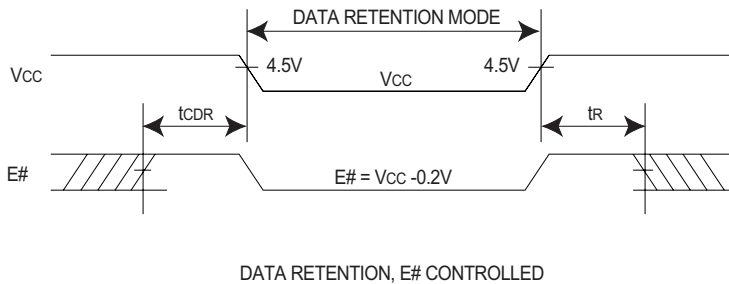 DATA RETENTION MODE
Vcc
4.5V
Vcc
4.5V
tCDR
tR
E#
E# = Vcc -0.2V
DATA RETENTION, E# CONTROLLED